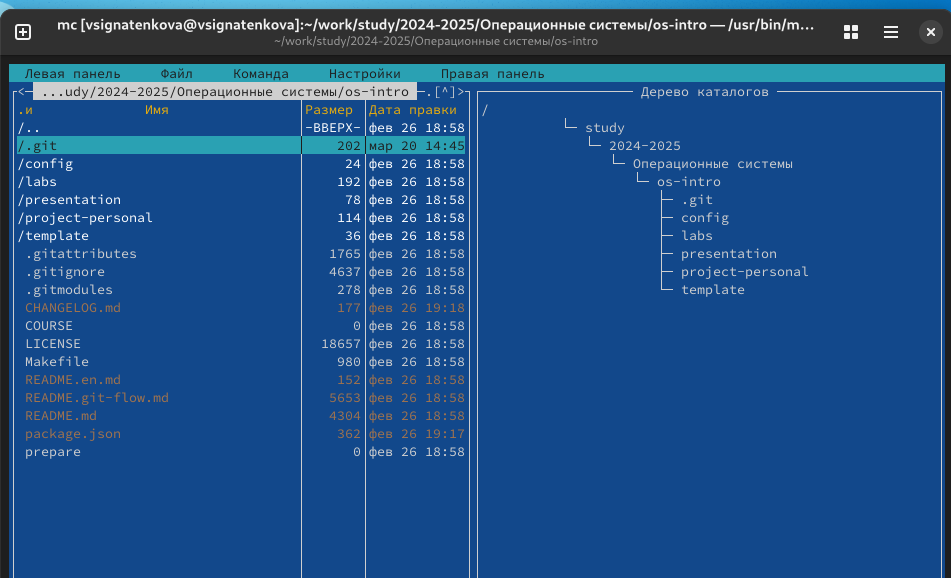 mc [vsignatenkova@vsignatenkova]:~/work/study/2024-2025/Операционные системы/os-intro — /usr/bin/m…
~/work/study/2024-2025/Операционные системы/os-intro
Левая панель Файл Команда Настройки Правая панель
<— ...udy/2024-2025/Операционные системы/os-intro —.[^]>
.и Имя Размер Дата правки
/.. -ВВЕРХ- фев 26 18:58
/.git 202 мар 20 14:45
/config 24 фев 26 18:58
/labs 192 фев 26 18:58
/presentation 78 фев 26 18:58
/project-personal 114 фев 26 18:58
/template 36 фев 26 18:58
.gitattributes 1765 фев 26 18:58
.gitignore 4637 фев 26 18:58
.gitmodules 278 фев 26 18:58
CHANGELOG.md 177 фев 26 19:18
COURSE 0 фев 26 18:58
LICENSE 18657 фев 26 18:58
Makefile 980 фев 26 18:58
README.en.md 152 фев 26 18:58
README.git-flow.md 5653 фев 26 18:58
README.md 4304 фев 26 18:58
package.json 362 фев 26 19:17
prepare 0 фев 26 18:58
Дерево каталогов
/
study
2024-2025
Операционные системы
os-intro
.git
config
labs
presentation
project-personal
template